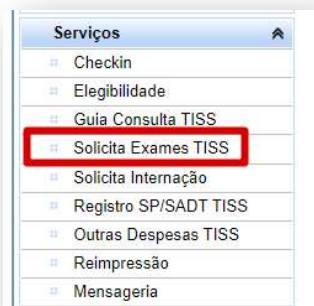 Serviços
Checkin
Elegibilidade
Guia Consulta TISS
Solicita Exames TISS
Solicita Internação
Registro SP/SADT TISS
Outras Despesas TISS
Reimpressão
Mensageria